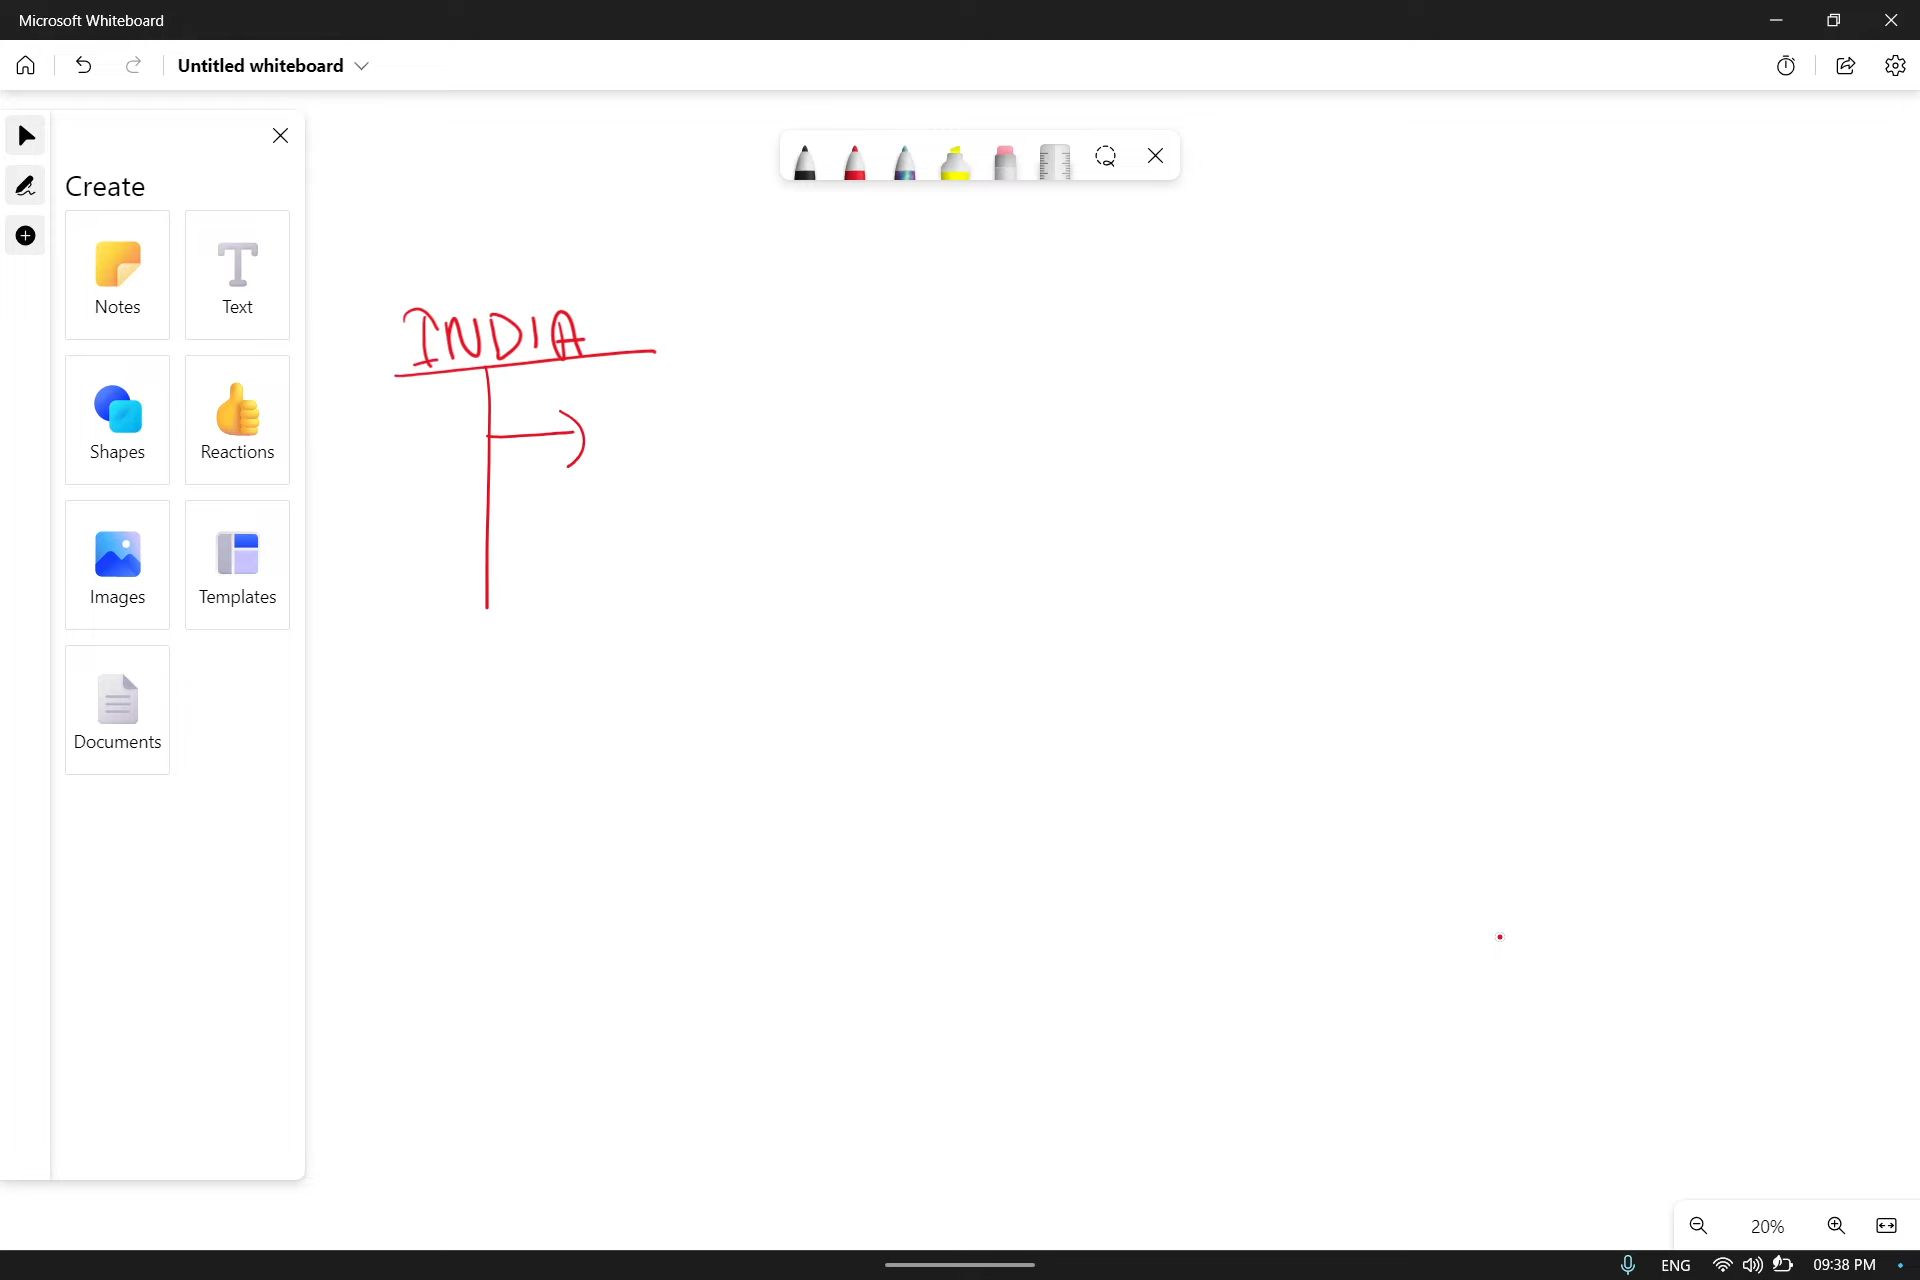 Microsoft Whiteboard
Untitled whiteboard
Create
Notes
Text
INDIA
Shapes
Reactions
Images
Templates
Documents
20%
ENG
09:38 PM